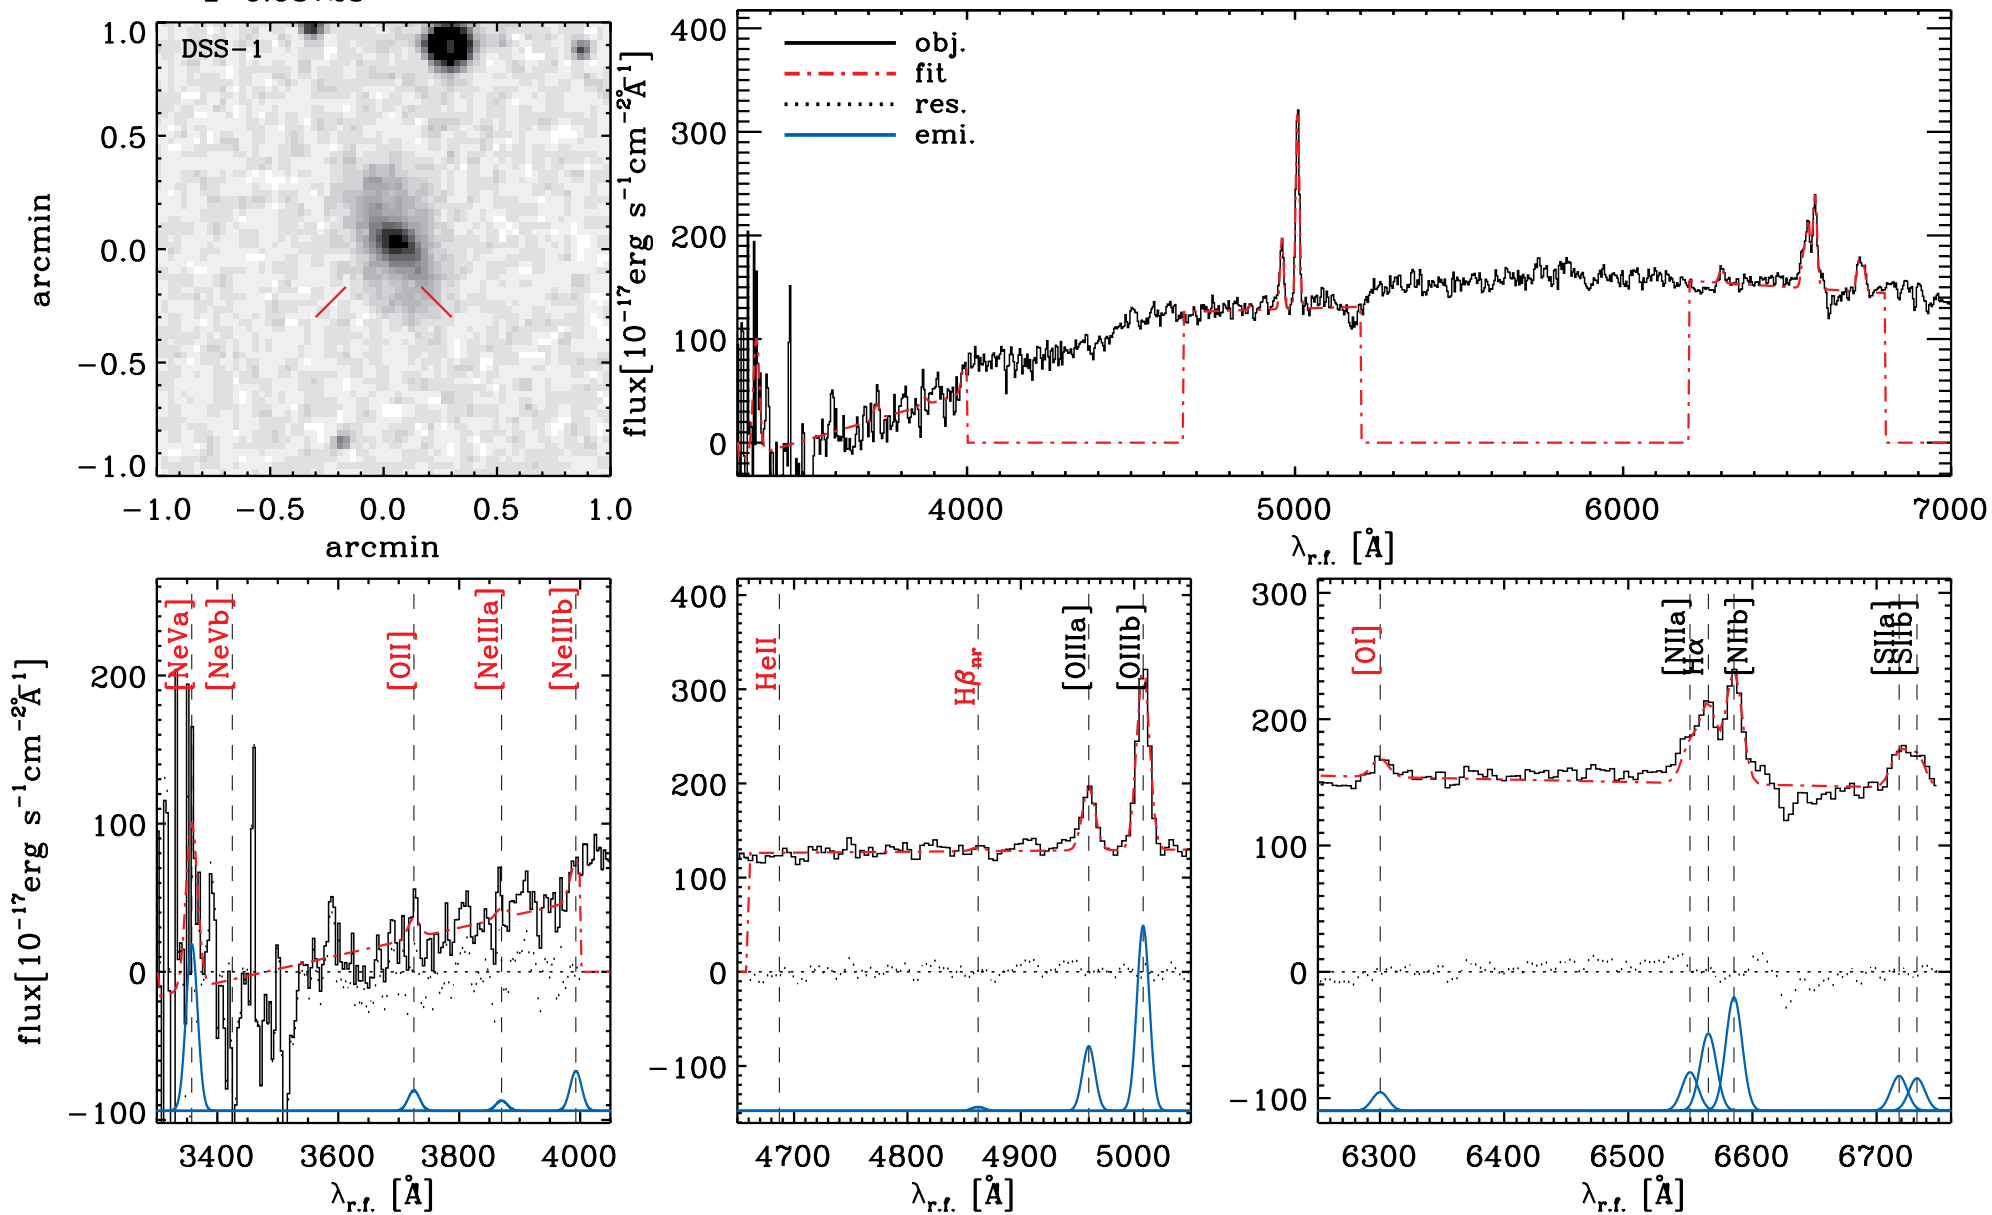 DSS-1
1.0
0.5
0.0
-0.5
-1.0
arcmin
-1.0 -0.5 0.0 0.5 1.0
arcmin
flux[10⁻¹⁷erg s⁻¹cm⁻²Å⁻¹]
400
300
200
100
0
obj.
fit
res.
emi.
4000 5000 6000 7000
λr.f. [Å]
flux[10⁻¹⁷erg s⁻¹cm⁻²Å⁻¹]
200
100
0
-100
[NeVa] [NeVb] [OII] [NeIIIa] [NeIIIb]
3400 3600 3800 4000
λr.f. [Å]
400
300
200
100
0
-100
HeII Hβnr [OIIIa] [OIIIb]
4700 4800 4900 5000
λr.f. [Å]
300
200
100
0
-100
[OI] [NIIa] Hα [NIIb] [SIIa] [SIIb]
6300 6400 6500 6600 6700
λr.f. [Å]